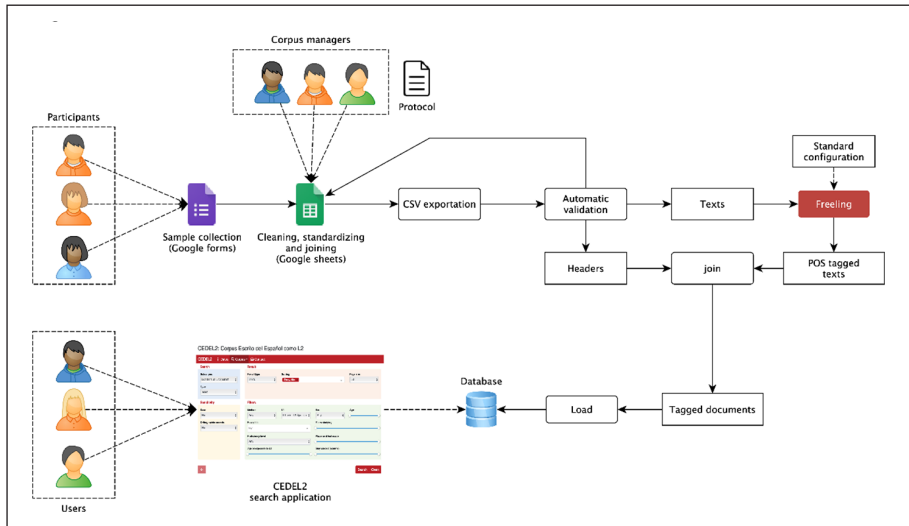 Corpus managers
Protocol
Participants
Standard
configuration
CSV exportation
Automatic
validation
Texts
Freeling
Sample collection
(Google forms)
Cleaning, standardizing
and joining
(Google sheets)
Headers
join
POS tagged
texts
CEDEL2: Corpus Escrito del Español como L2
CEDEL2
Database
Load
Tagged documents
CEDEL2
search application
Users